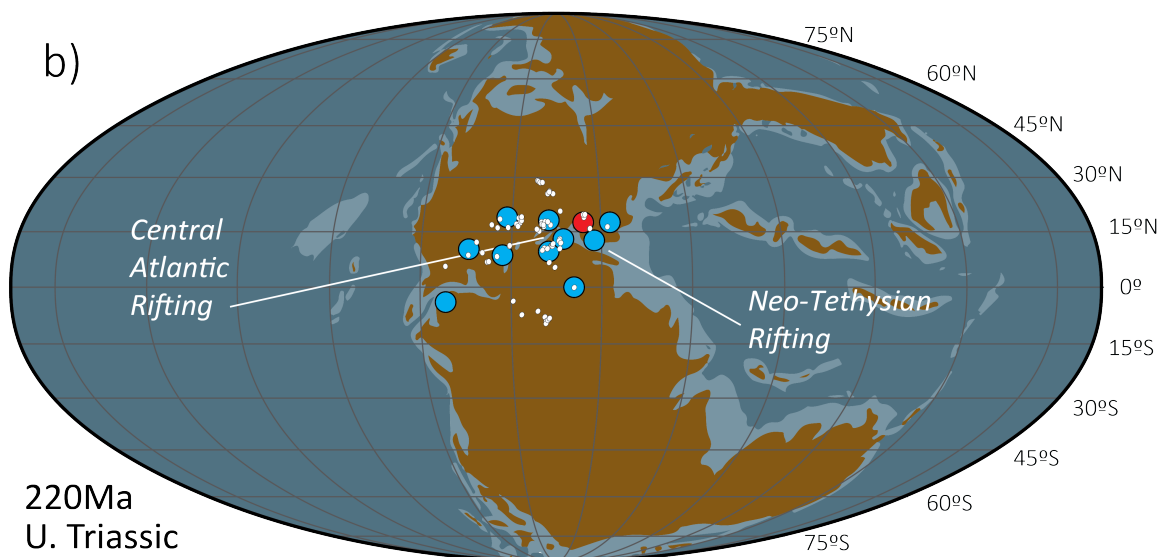 b)
75ºN
60ºN
45ºN
30ºN
15ºN
0º
15ºS
30ºS
45ºS
60ºS
75ºS
Central
Atlantic
Rifting
Neo-Tethysian
Rifting
220Ma
U. Triassic